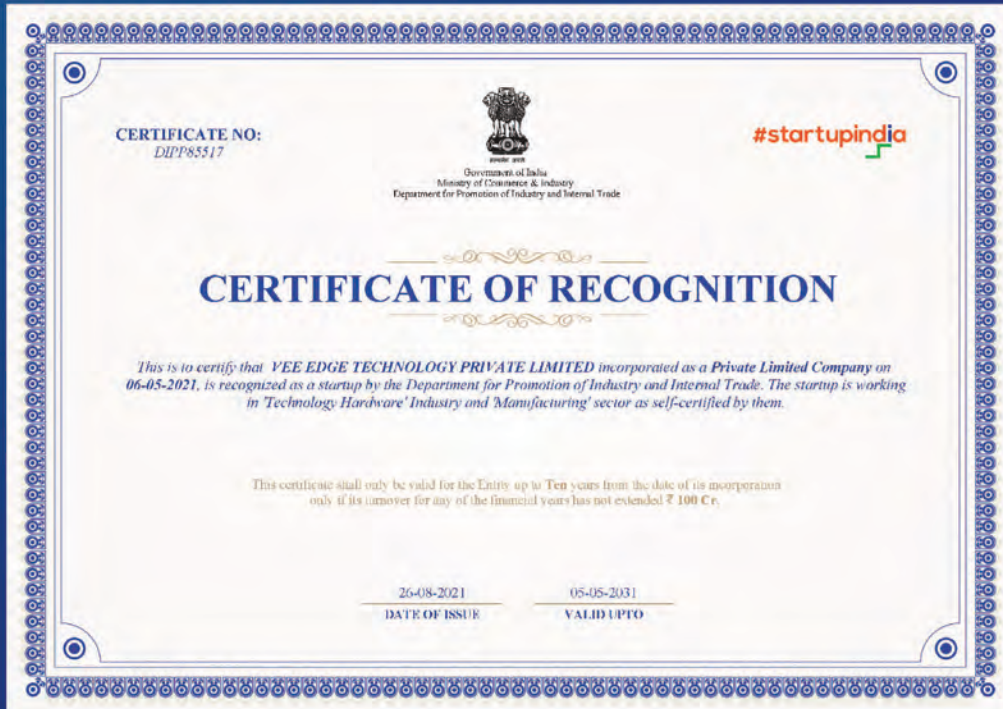 CERTIFICATE NO:
DIPP85517
सत्यमेव जयते
#startupindia
Government of India
Ministry of Commerce & Industry
Department for Promotion of Industry and Internal Trade
CERTIFICATE OF RECOGNITION
This is to certify that VEE EDGE TECHNOLOGY PRIVATE LIMITED incorporated as a Private Limited Company on
06-05-2021, is recognized as a startup by the Department for Promotion of Industry and Internal Trade. The startup is working
in 'Technology Hardware' Industry and 'Manufacturing' sector as self-certified by them.
This certificate shall only be valid for the Entity up to Ten years from the date of its incorporation
only if its turnover for any of the financial years has not extended ₹ 100 Cr.
26-08-2021 05-05-2031
DATE OF ISSUE VALID UPTO